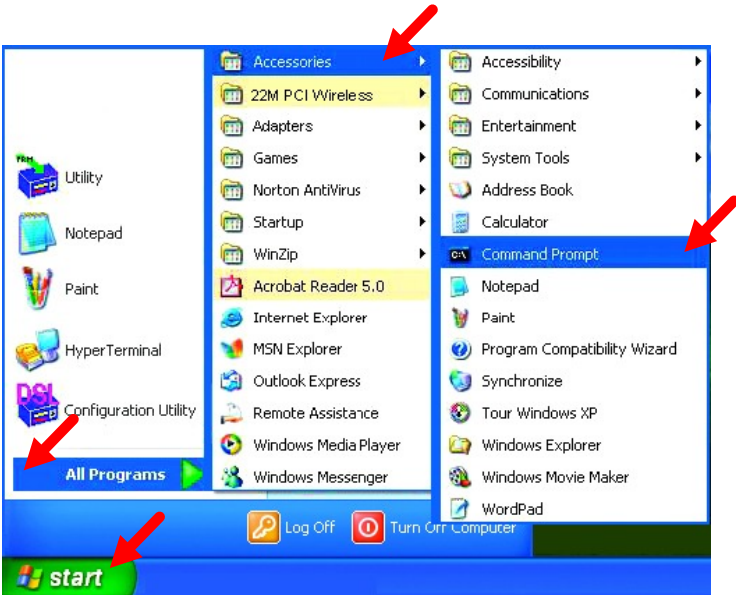 Utility
Notepad
Paint
HyperTerminal
DSL
Configuration Utility
All Programs
Accessories
22M PCI Wireless
Adapters
Games
Norton AntiVirus
Startup
WinZip
Acrobat Reader 5.0
Internet Explorer
MSN Explorer
Outlook Express
Remote Assistance
Windows Media Player
Windows Messenger
Accessibility
Communications
Entertainment
System Tools
Address Book
Calculator
C:\
Command Prompt
Notepad
Paint
Program Compatibility Wizard
Synchronize
Tour Windows XP
Windows Explorer
Windows Movie Maker
WordPad
Log Off
Turn Off Computer
start